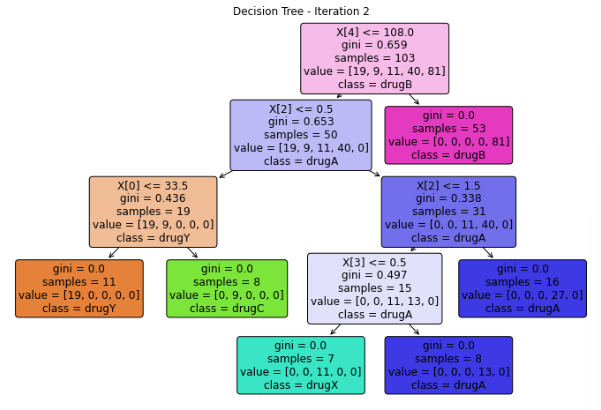 Decision Tree - Iteration 2
X[4] <= 108.0
gini = 0.659
samples = 103
value = [19, 9, 11, 40, 81]
class = drugB
X[2] <= 0.5
gini = 0.653
samples = 50
value = [19, 9, 11, 40, 0]
class = drugA
gini = 0.0
samples = 53
value = [0, 0, 0, 0, 81]
class = drugB
X[0] <= 33.5
gini = 0.436
samples = 19
value = [19, 9, 0, 0, 0]
class = drugY
X[2] <= 1.5
gini = 0.338
samples = 31
value = [0, 0, 11, 40, 0]
class = drugA
gini = 0.0
samples = 11
value = [19, 0, 0, 0, 0]
class = drugY
gini = 0.0
samples = 8
value = [0, 9, 0, 0, 0]
class = drugC
X[3] <= 0.5
gini = 0.497
samples = 15
value = [0, 0, 11, 13, 0]
class = drugA
gini = 0.0
samples = 16
value = [0, 0, 0, 27, 0]
class = drugA
gini = 0.0
samples = 7
value = [0, 0, 11, 0, 0]
class = drugX
gini = 0.0
samples = 8
value = [0, 0, 0, 13, 0]
class = drugA